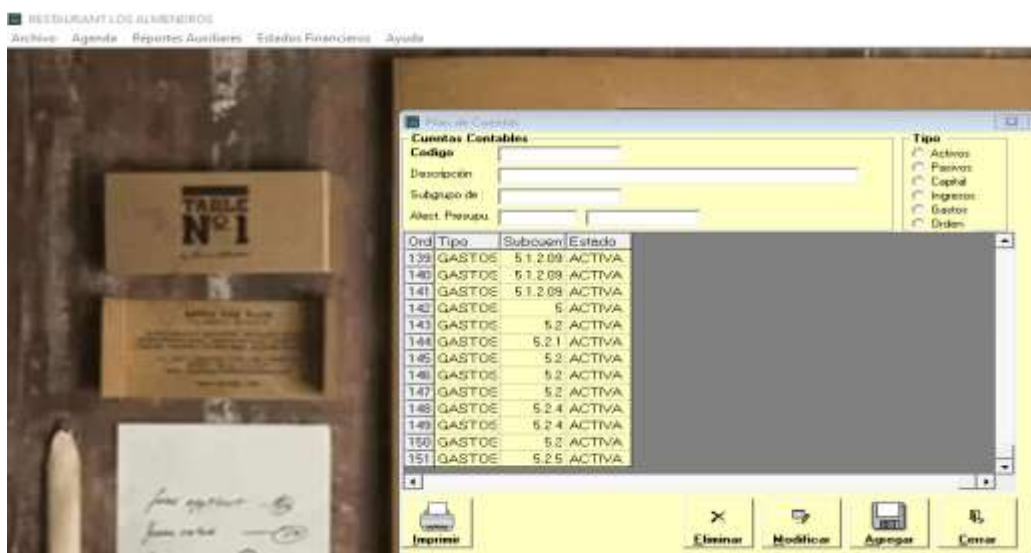 RESTAURANT LOS ALMENDROS
Archivo Agenda Reportes Auxiliares Estados Financieros Ayuda
Plan de Cuentas
Cuentas Contables
Tipo
Codigo
Activos
Descripción
Pasivos
Capital
Subgrupo de :
Ingresos
Gastos
Afect. Presupu.
Orden
Ord Tipo Subcuen Estado
139 GASTOS 5.1.2.09 ACTIVA
140 GASTOS 5.1.2.09 ACTIVA
141 GASTOS 5.1.2.09 ACTIVA
142 GASTOS 5 ACTIVA
143 GASTOS 5.2 ACTIVA
144 GASTOS 5.2.1 ACTIVA
145 GASTOS 5.2 ACTIVA
146 GASTOS 5.2 ACTIVA
147 GASTOS 5.2 ACTIVA
148 GASTOS 5.2.4 ACTIVA
149 GASTOS 5.2.4 ACTIVA
150 GASTOS 5.2 ACTIVA
151 GASTOS 5.2.5 ACTIVA
Imprimir Eliminar Modificar Agregar Cerrar
TABLE
Nº 1